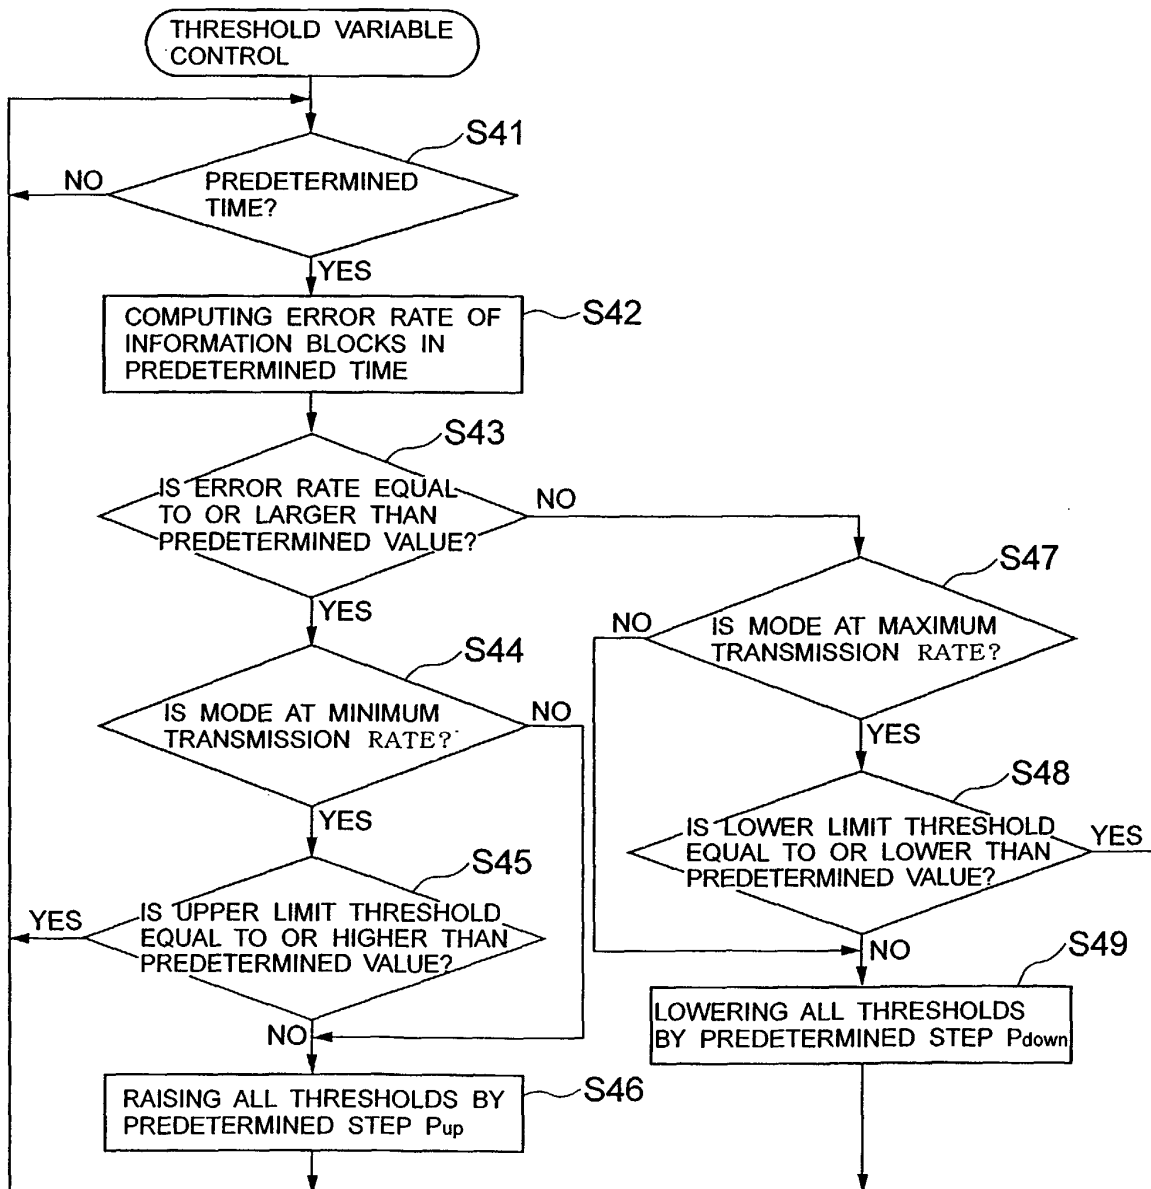 THRESHOLD VARIABLE
CONTROL
S41
NO
PREDETERMINED
TIME?
YES
S42
COMPUTING ERROR RATE OF
INFORMATION BLOCKS IN
PREDETERMINED TIME
S43
IS ERROR RATE EQUAL
TO OR LARGER THAN
PREDETERMINED VALUE?
NO
YES
S44
IS MODE AT MINIMUM
TRANSMISSION RATE?
NO
YES
S45
YES
IS UPPER LIMIT THRESHOLD
EQUAL TO OR HIGHER THAN
PREDETERMINED VALUE?
NO
S46
RAISING ALL THRESHOLDS BY
PREDETERMINED STEP Pup
S47
NO
IS MODE AT MAXIMUM
TRANSMISSION RATE?
YES
S48
IS LOWER LIMIT THRESHOLD
EQUAL TO OR LOWER THAN
PREDETERMINED VALUE?
YES
NO
S49
LOWERING ALL THRESHOLDS
BY PREDETERMINED STEP Pdown